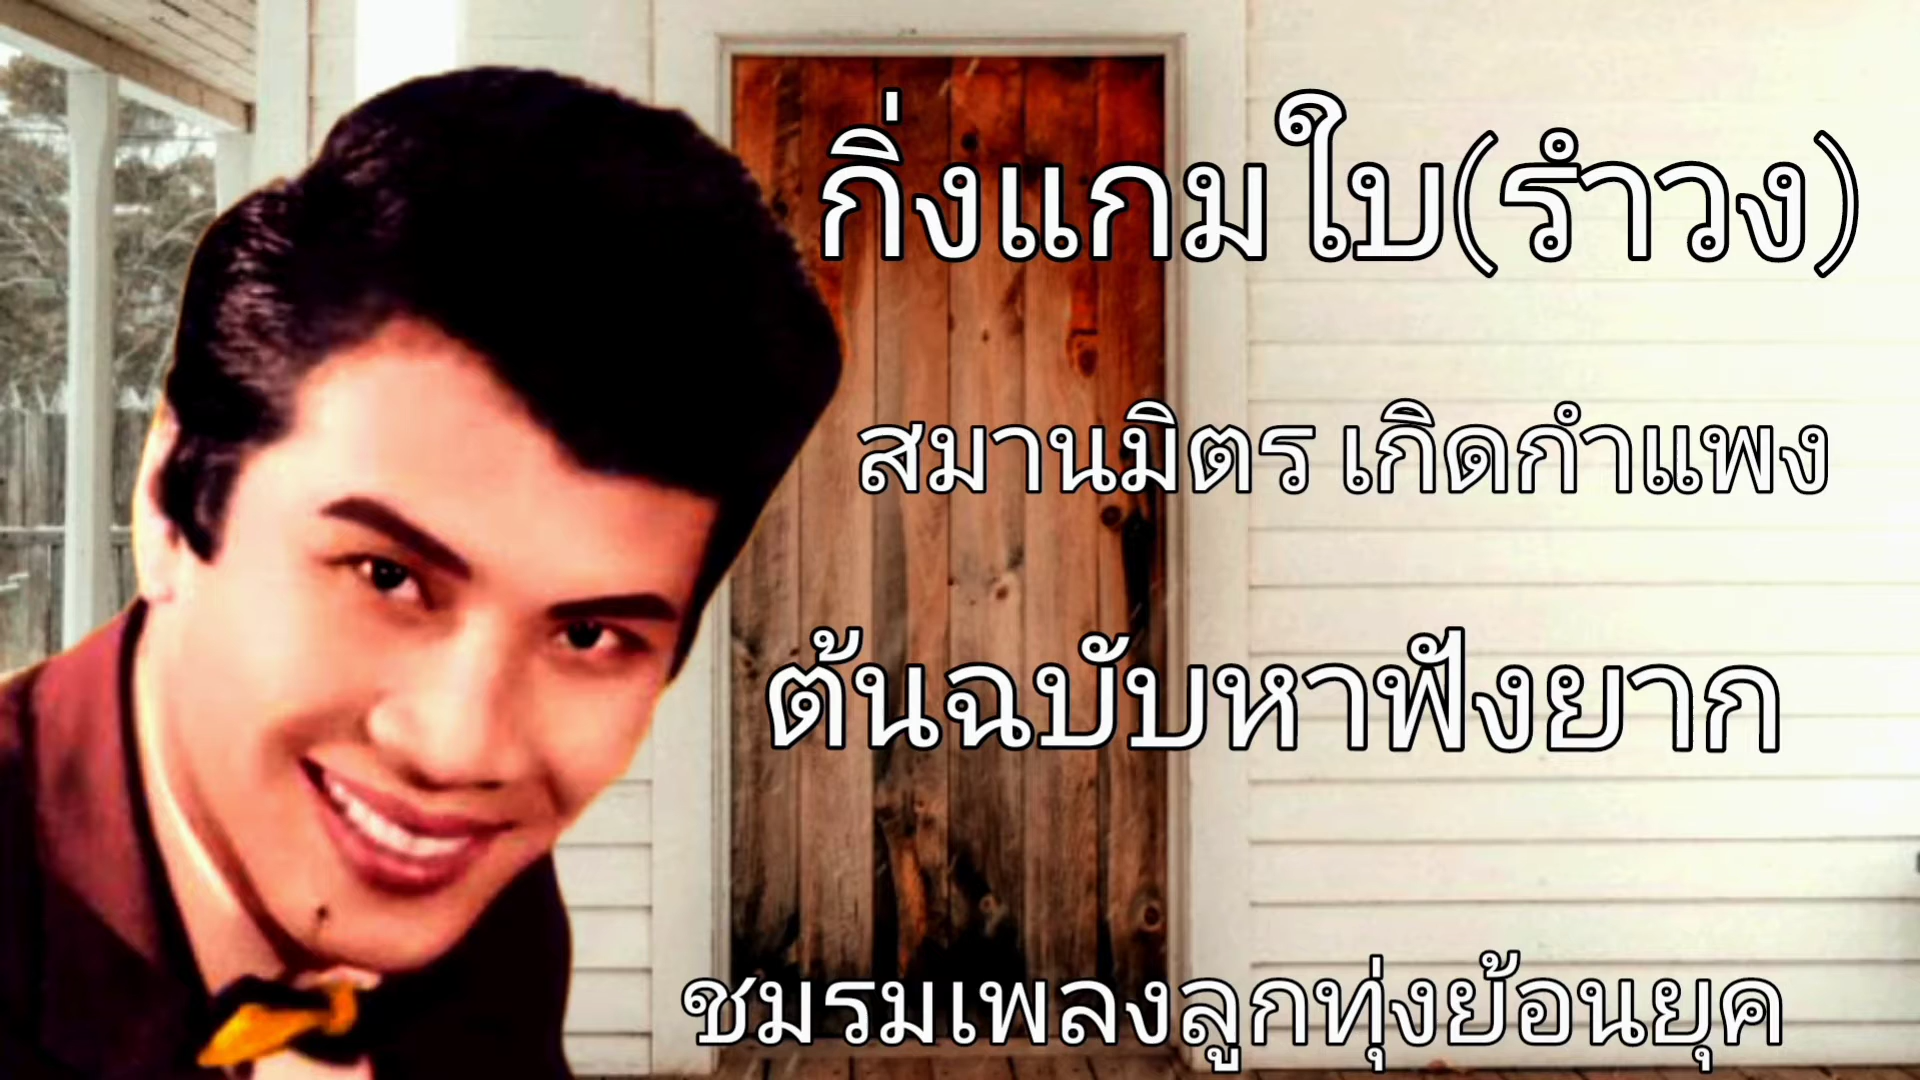 กิ่งแกมใบ(รำวง)
สมานมิตร เกิดกำแพง
ต้นฉบับหาฟังยาก
ชมรมเพลงลูกทุ่งย้อนยุค